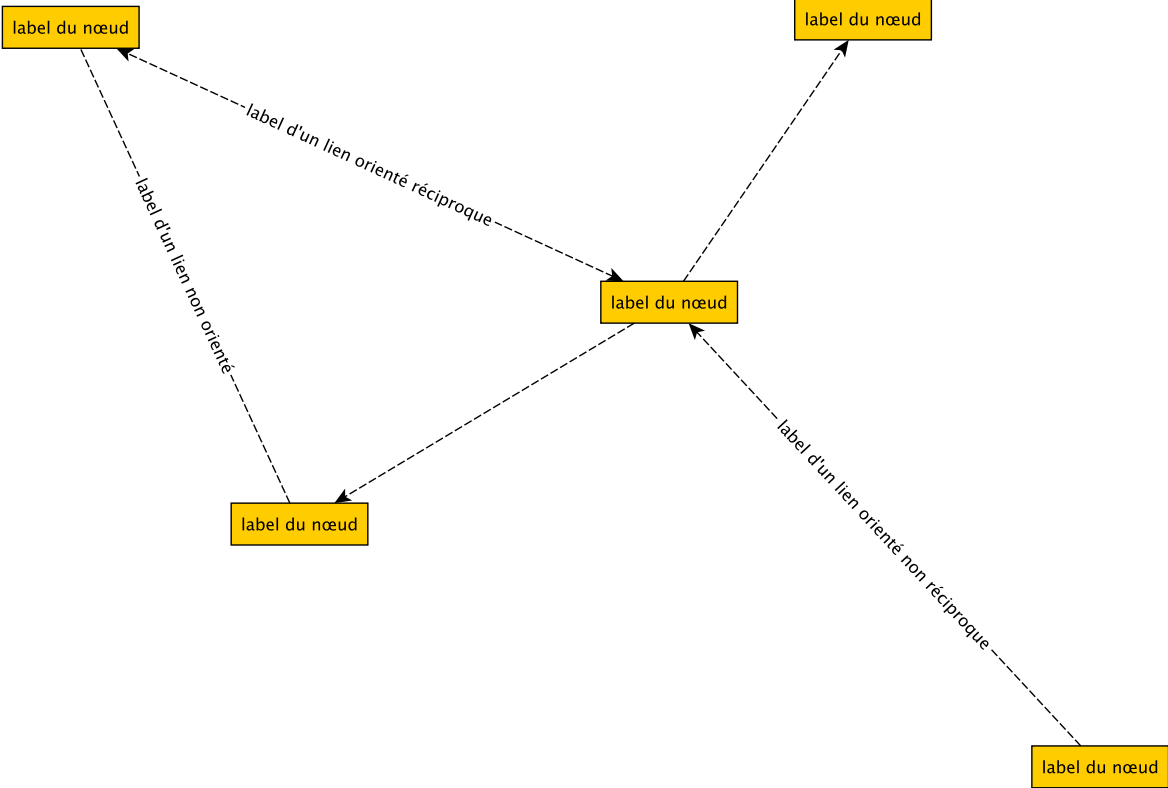 label du nœud
label du nœud
label d'un lien orienté réciproque
label d'un lien non orienté
label du nœud
label d'un lien orienté non réciproque
label du nœud
label du nœud